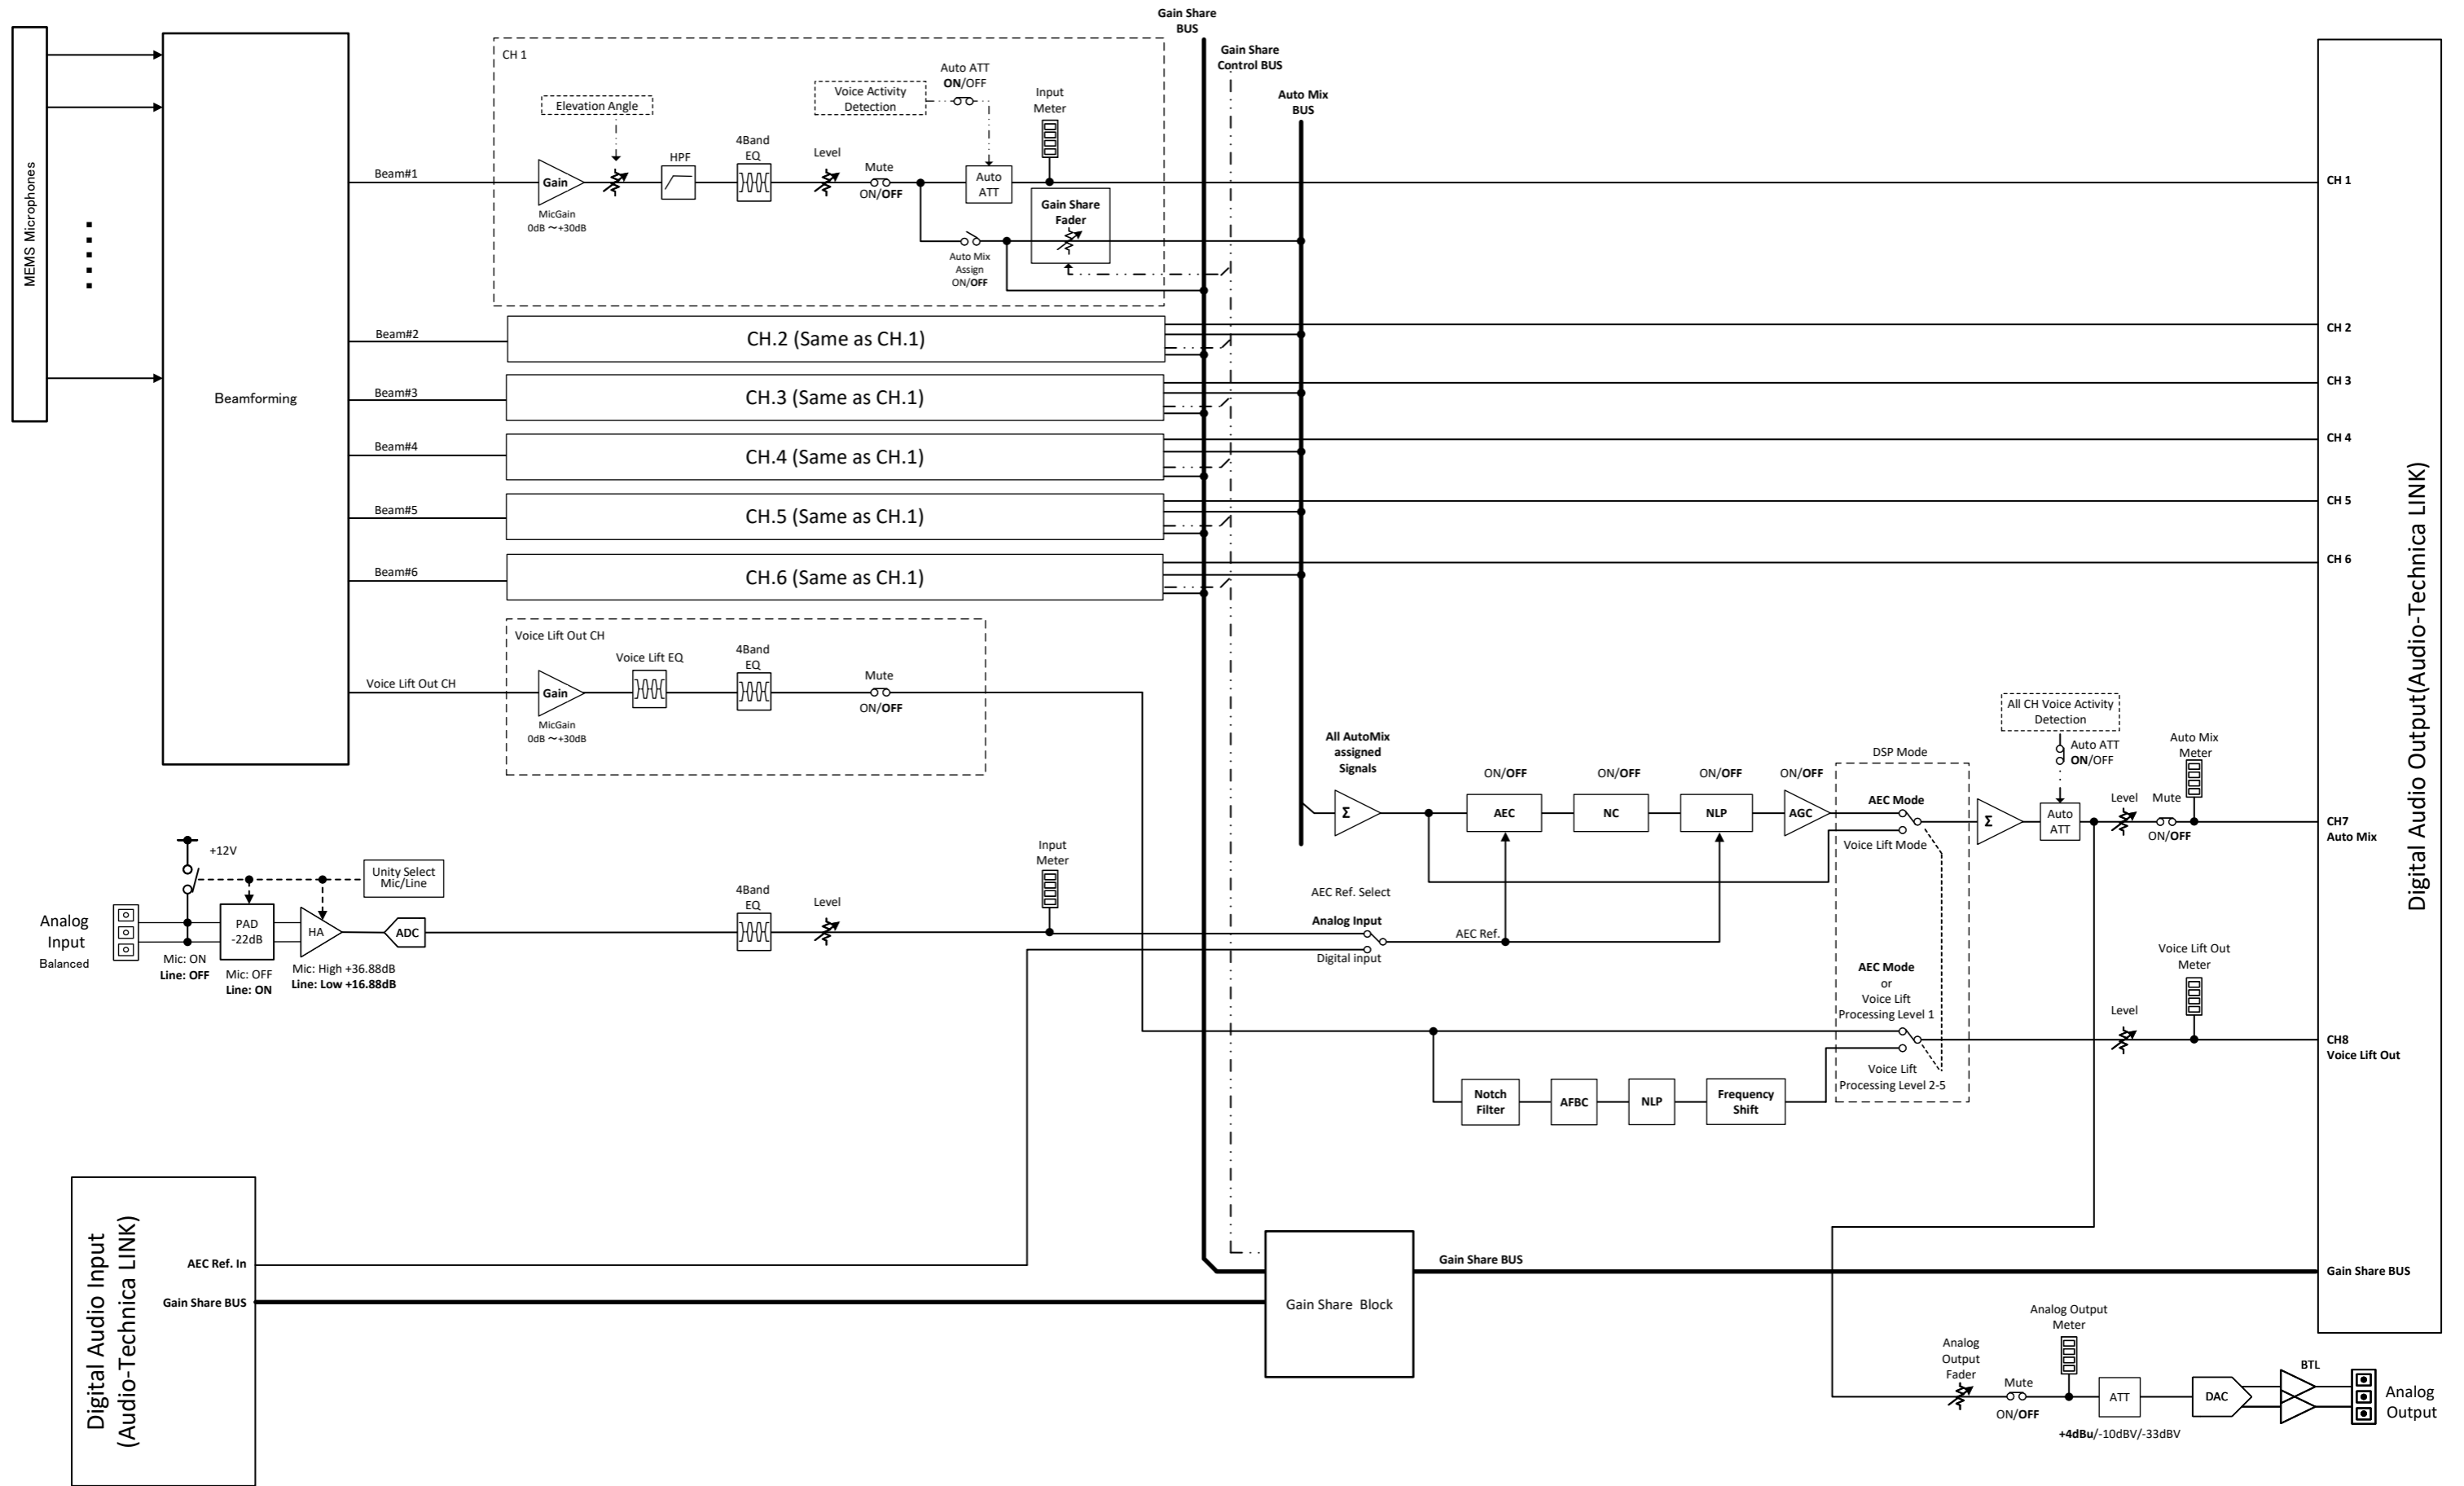 MEMS Microphones
Beamforming
Beam#1
Beam#2
Beam#3
Beam#4
Beam#5
Beam#6
Voice Lift Out CH
CH 1
Elevation Angle
Gain
MicGain
0dB ～+30dB
HPF
4Band
EQ
Level
Mute
ON/OFF
Voice Activity
Detection
Auto ATT
ON/OFF
Auto
ATT
Input
Meter
Auto Mix
Assign
ON/OFF
Gain Share
Fader
Gain Share
BUS
Gain Share
Control BUS
Auto Mix
BUS
CH.2 (Same as CH.1)
CH.3 (Same as CH.1)
CH.4 (Same as CH.1)
CH.5 (Same as CH.1)
CH.6 (Same as CH.1)
Voice Lift Out CH
Gain
MicGain
0dB ～+30dB
Voice Lift EQ
4Band
EQ
Mute
ON/OFF
Analog
Input
Balanced
+12V
Mic: ON
Line: OFF
PAD
-22dB
Mic: OFF
Line: ON
HA
Mic: High +36.88dB
Line: Low +16.88dB
Unity Select
Mic/Line
ADC
4Band
EQ
Level
Input
Meter
All AutoMix
assigned
Signals
Σ
ON/OFF
AEC
ON/OFF
NC
ON/OFF
NLP
ON/OFF
AGC
DSP Mode
AEC Mode
Voice Lift Mode
Σ
All CH Voice Activity
Detection
Auto ATT
ON/OFF
Auto
ATT
Level
Mute
ON/OFF
Auto Mix
Meter
AEC Ref. Select
Analog Input
Digital input
AEC Ref.
AEC Mode
or
Voice Lift
Processing Level 1
Voice Lift
Processing Level 2-5
Notch
Filter
AFBC
NLP
Frequency
Shift
Level
Voice Lift Out
Meter
Digital Audio Input
(Audio-Technica LINK)
AEC Ref. In
Gain Share BUS
Gain Share Block
Gain Share BUS
Analog
Output
Fader
Mute
ON/OFF
Analog Output
Meter
ATT
+4dBu/-10dBV/-33dBV
DAC
BTL
Analog
Output
CH 1
CH 2
CH 3
CH 4
CH 5
CH 6
CH7
Auto Mix
CH8
Voice Lift Out
Gain Share BUS
Digital Audio Output(Audio-Technica LINK)